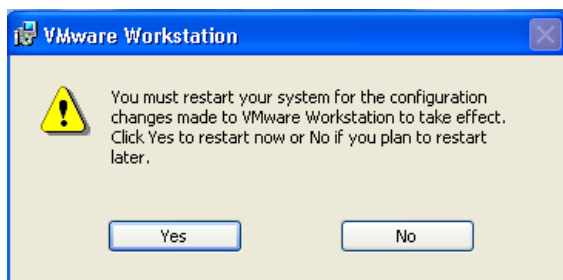 VMware Workstation
You must restart your system for the configuration
changes made to VMware Workstation to take effect.
Click Yes to restart now or No if you plan to restart
later.
Yes
No